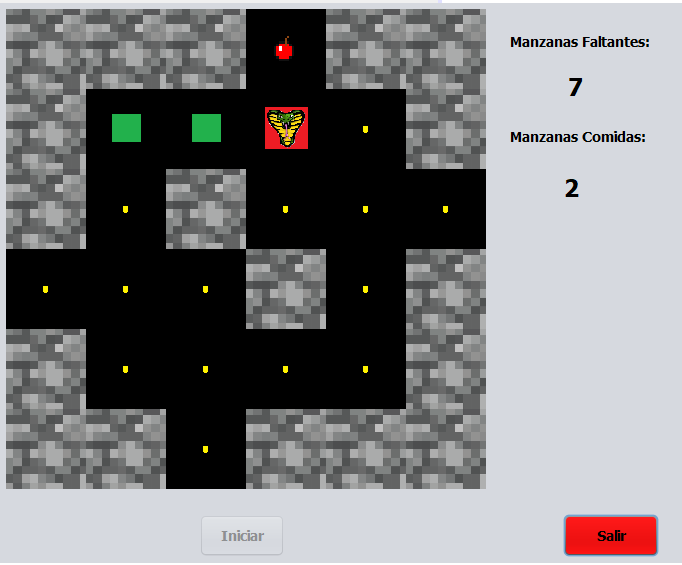 Manzanas Faltantes:
7
Manzanas Comidas:
2
Iniciar
Salir